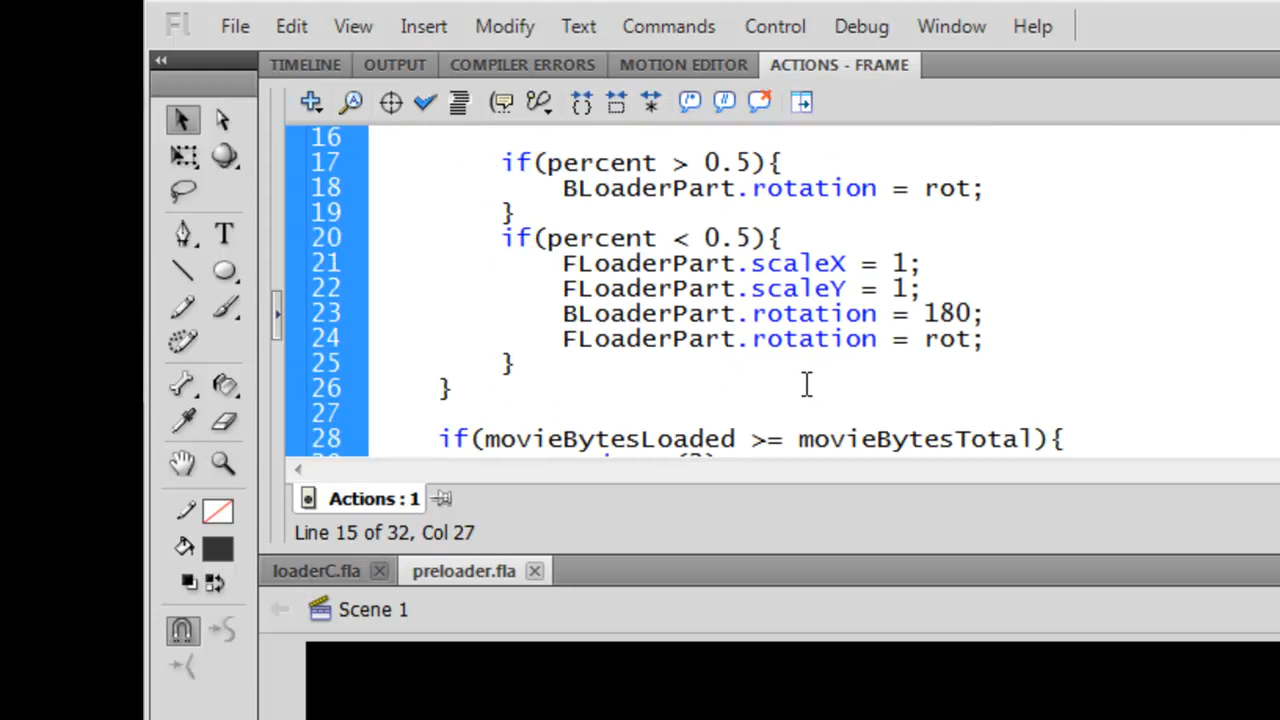 Fl File Edit View Insert Modify Text Commands Control Debug Window Help
TIMELINE OUTPUT COMPILER ERRORS MOTION EDITOR ACTIONS - FRAME
16
17 if(percent > 0.5){
18 BLoaderPart.rotation = rot;
19 }
20 if(percent < 0.5){
21 FLoaderPart.scaleX = 1;
22 FLoaderPart.scaleY = 1;
23 BLoaderPart.rotation = 180;
24 FLoaderPart.rotation = rot;
25 }
26 }
27
28 if(movieBytesLoaded >= movieBytesTotal){
Actions : 1
Line 15 of 32, Col 27
loaderC.fla preloader.fla
Scene 1